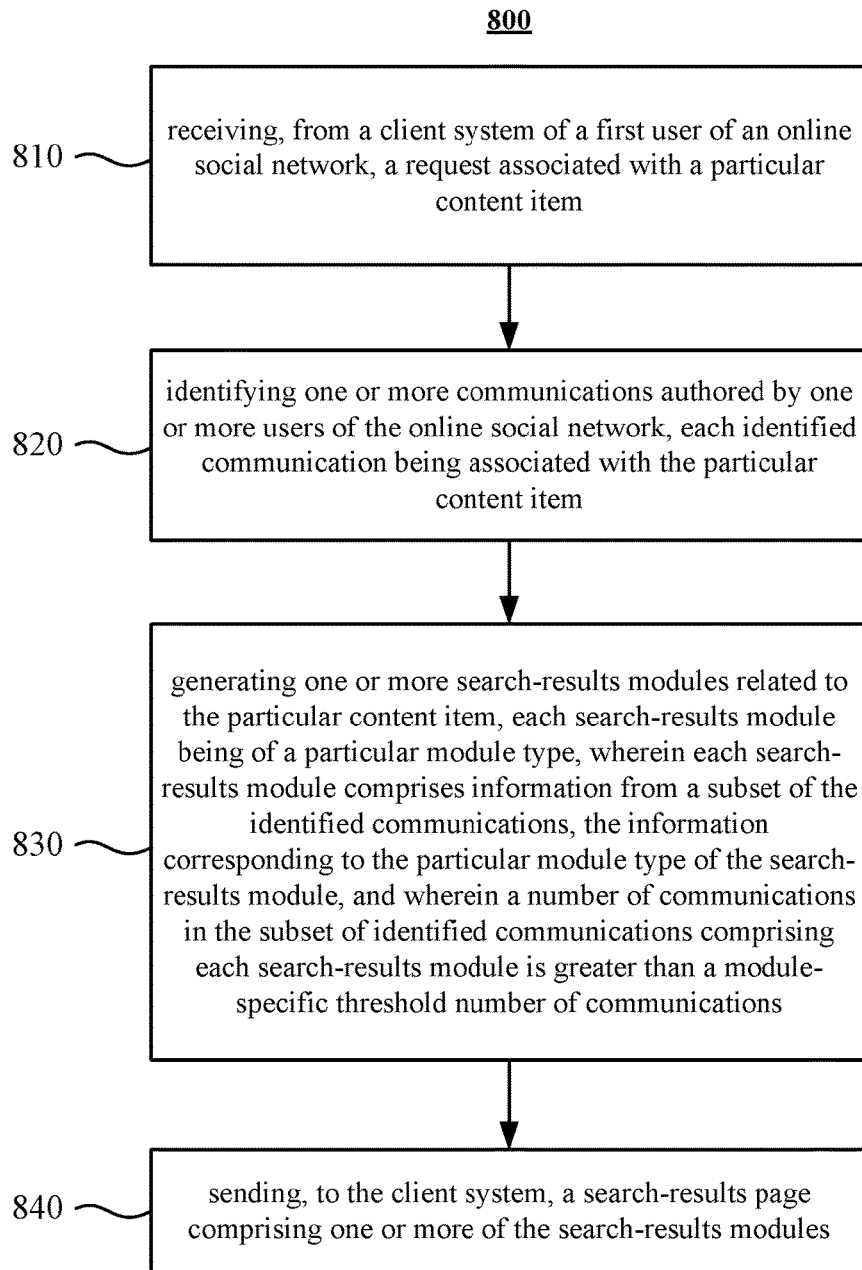 800
810
receiving, from a client system of a first user of an online
social network, a request associated with a particular
content item
820
identifying one or more communications authored by one
or more users of the online social network, each identified
communication being associated with the particular
content item
830
generating one or more search-results modules related to
the particular content item, each search-results module
being of a particular module type, wherein each search-
results module comprises information from a subset of the
identified communications, the information
corresponding to the particular module type of the search-
results module, and wherein a number of communications
in the subset of identified communications comprising
each search-results module is greater than a module-
specific threshold number of communications
840
sending, to the client system, a search-results page
comprising one or more of the search-results modules